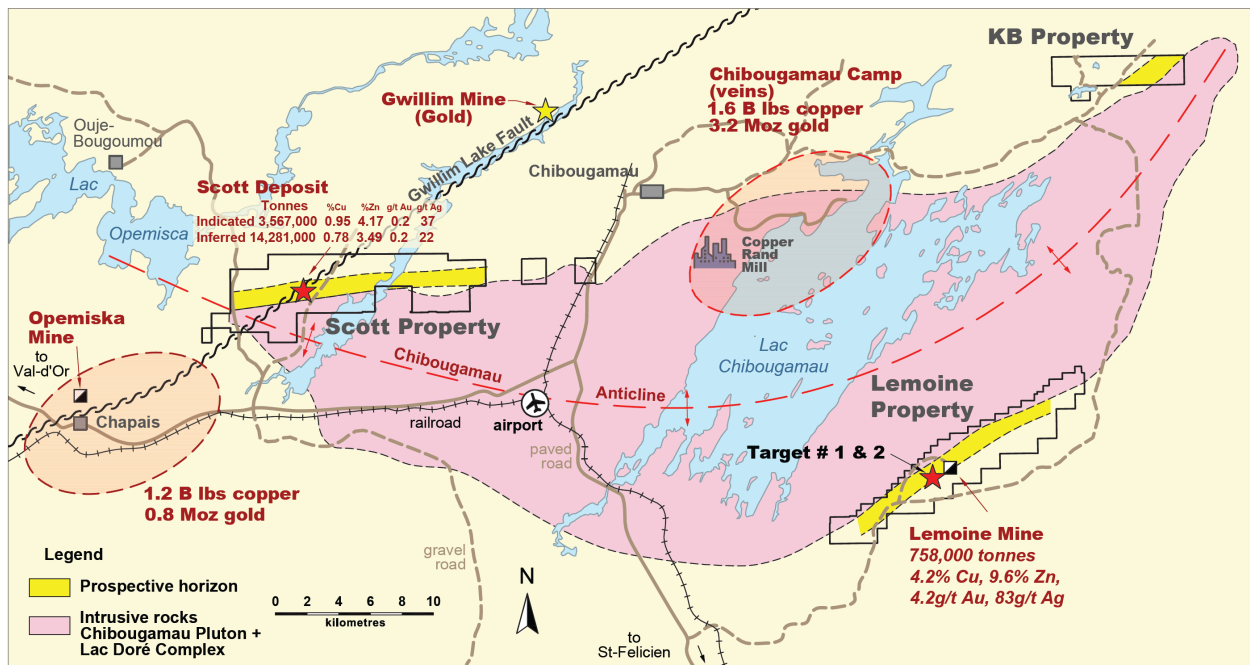 KB Property
Chibougamau Camp
(veins)
1.6 B lbs copper
3.2 Moz gold
Gwillim Mine
(Gold)
Ouje-
Bougoumou
Gwillim Lake Fault
Chibougamau
Lac
Opemisca
Scott Deposit
Tonnes %Cu %Zn g/t Au g/t Ag
Indicated 3,567,000 0.95 4.17 0.2 37
Inferred 14,281,000 0.78 3.49 0.2 22
Copper
Rand
Mill
Opemiska
Mine
Scott Property
to
Val-d'Or
Lac
Chibougamau
Chibougamau
Anticline
Lemoine
Property
Chapais
railroad
airport
paved
road
Target # 1 & 2
1.2 B lbs copper
0.8 Moz gold
Lemoine Mine
758,000 tonnes
4.2% Cu, 9.6% Zn,
4.2g/t Au, 83g/t Ag
gravel
road
Legend
Prospective horizon
Intrusive rocks
Chibougamau Pluton +
Lac Doré Complex
0 2 4 6 8 10
kilometres
N
to
St-Felicien